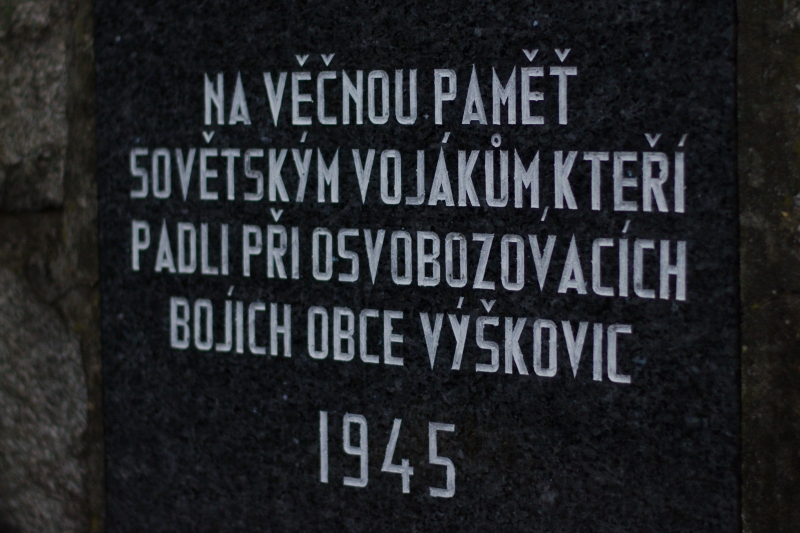 NA VĚČNOU PAMĚŤ
SOVĚTSKÝM VOJÁKŮM, KTEŘÍ
PADLI PŘI OSVOBOZOVACÍCH
BOJÍCH OBCE VÝŠKOVIC
1945